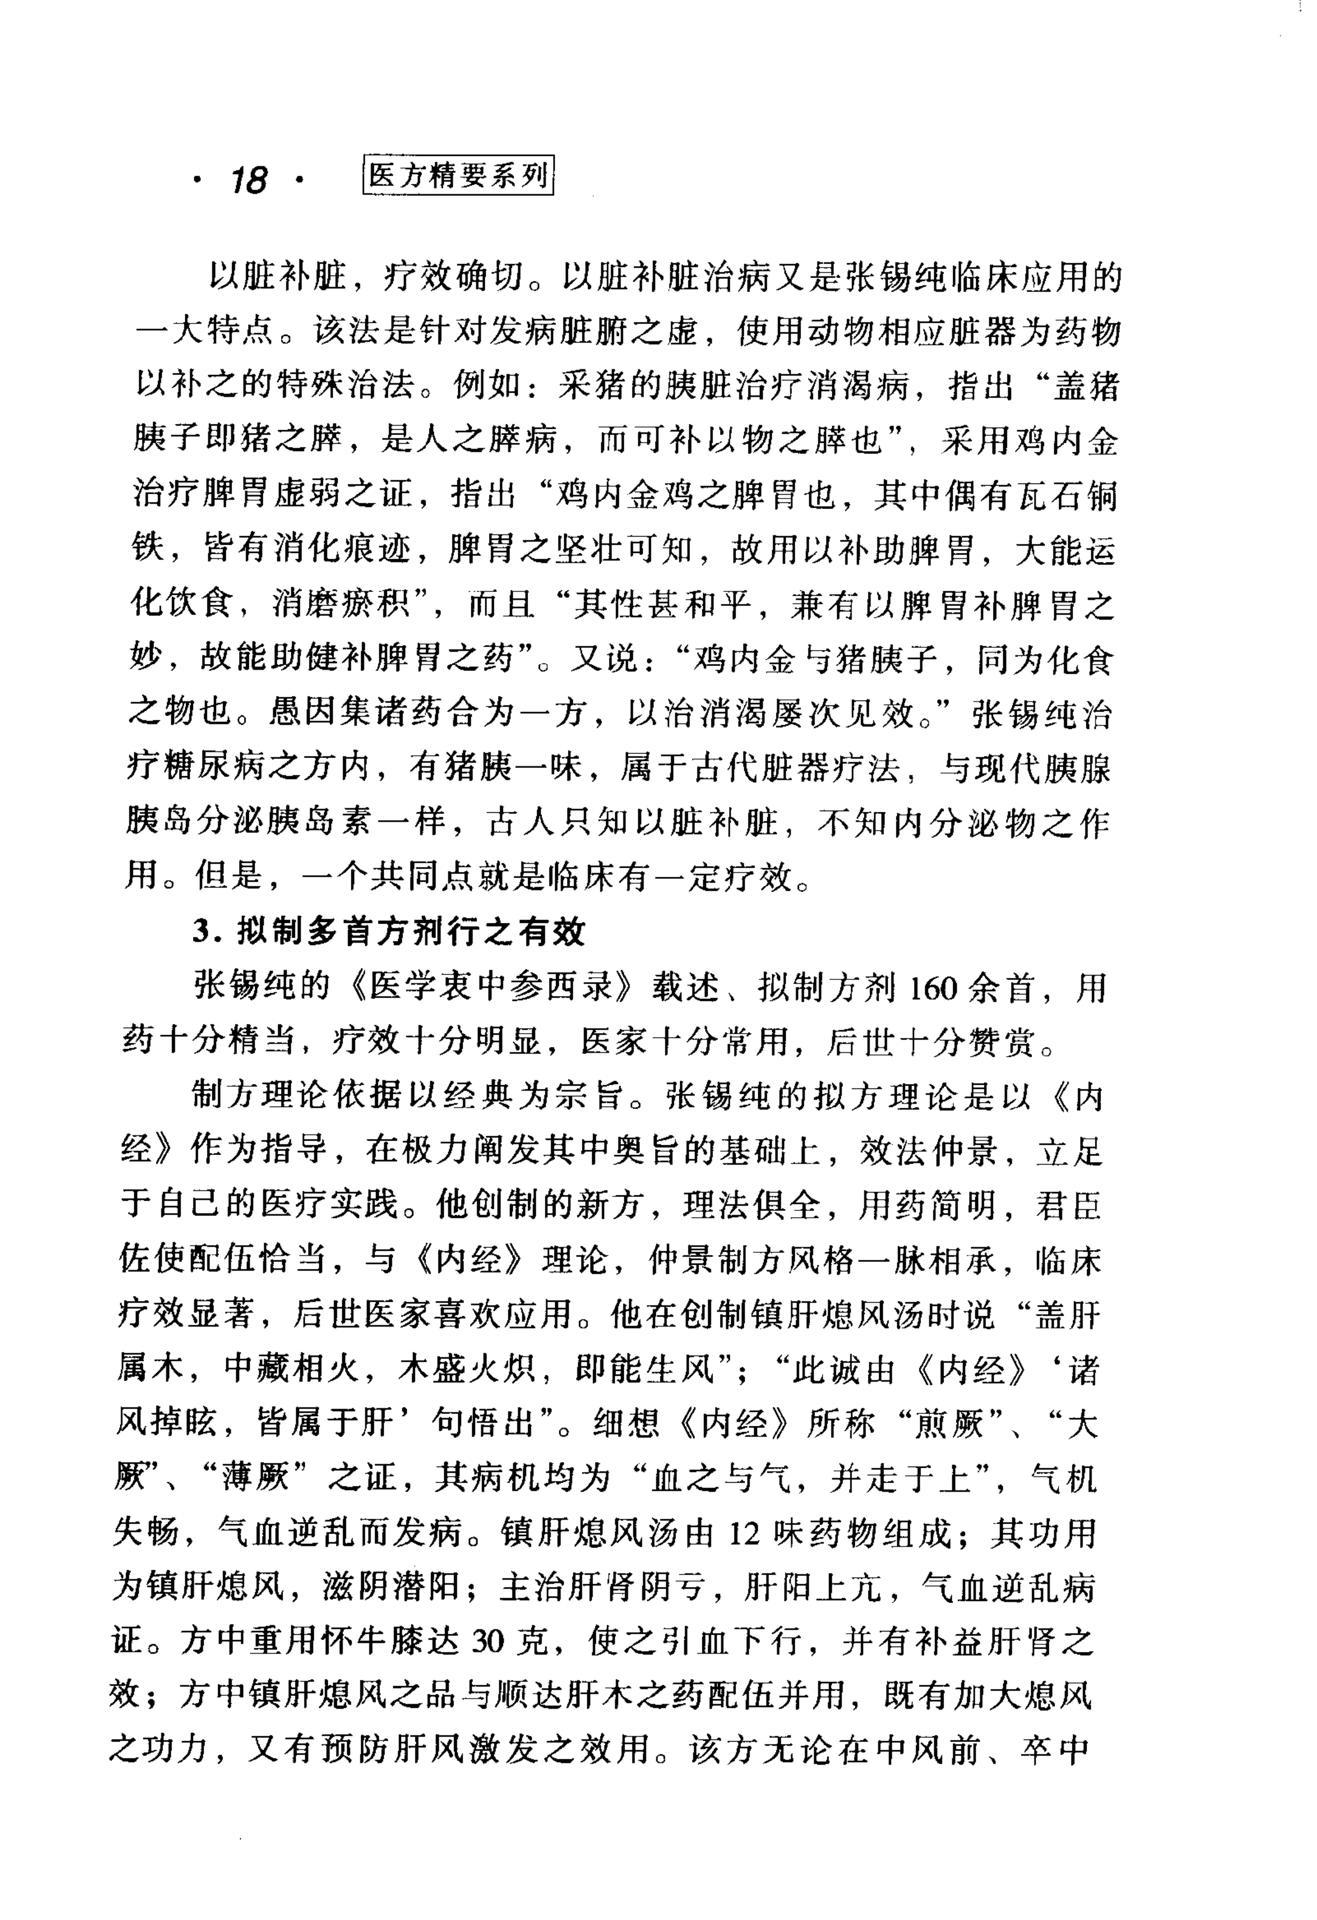 · 18 · 医方精要系列
以脏补脏，疗效确切。以脏补脏治病又是张锡纯临床应用的
一大特点。该法是针对发病脏腑之虚，使用动物相应脏器为药物
以补之的特殊治法。例如：采猪的胰脏治疗消渴病，指出“盖猪
胰子即猪之膵，是人之膵病，而可补以物之膵也”，采用鸡内金
治疗脾胃虚弱之证，指出“鸡内金鸡之脾胃也，其中偶有瓦石铜
铁，皆有消化痕迹，脾胃之坚壮可知，故用以补助脾胃，大能运
化饮食，消磨瘀积”，而且“其性甚和平，兼有以脾胃补脾胃之
妙，故能助健补脾胃之药”。又说：“鸡内金与猪胰子，同为化食
之物也。愚因集诸药合为一方，以治消渴屡次见效。”张锡纯治
疗糖尿病之方内，有猪胰一味，属于古代脏器疗法，与现代胰腺
胰岛分泌胰岛素一样，古人只知以脏补脏，不知内分泌物之作
用。但是，一个共同点就是临床有一定疗效。
3. 拟制多首方剂行之有效
张锡纯的《医学衷中参西录》载述、拟制方剂 160 余首，用
药十分精当，疗效十分明显，医家十分常用，后世十分赞赏。
制方理论依据以经典为宗旨。张锡纯的拟方理论是以《内
经》作为指导，在极力阐发其中奥旨的基础上，效法仲景，立足
于自己的医疗实践。他创制的新方，理法俱全，用药简明，君臣
佐使配伍恰当，与《内经》理论，仲景制方风格一脉相承，临床
疗效显著，后世医家喜欢应用。他在创制镇肝熄风汤时说“盖肝
属木，中藏相火，木盛火炽，即能生风”；“此诚由《内经》‘诸
风掉眩，皆属于肝’句悟出”。细想《内经》所称“煎厥”、“大
厥”、“薄厥”之证，其病机均为“血之与气，并走于上”，气机
失畅，气血逆乱而发病。镇肝熄风汤由 12 味药物组成；其功用
为镇肝熄风，滋阴潜阳；主治肝肾阴亏，肝阳上亢，气血逆乱病
证。方中重用怀牛膝达 30 克，使之引血下行，并有补益肝肾之
效；方中镇肝熄风之品与顺达肝木之药配伍并用，既有加大熄风
之功力，又有预防肝风激发之效用。该方无论在中风前、卒中